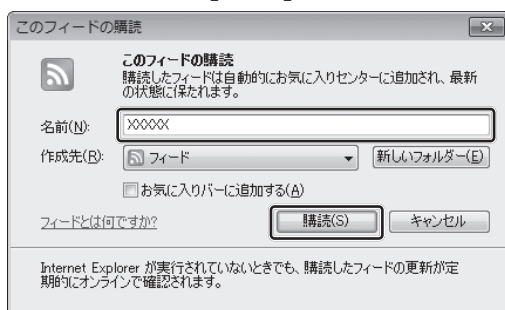 このフィードの購読
このフィードの購読
購読したフィードは自動的にお気に入りセンターに追加され、最新
の状態に保たれます。
名前(N):
XXXXXX
作成先(R):
フィード
新しいフォルダー(E)
お気に入りバーに追加する(A)
フィードとは何ですか?
購読(S)
キャンセル
Internet Explorer が実行されていないときでも、購読したフィードの更新が定
期的にオンラインで確認されます。